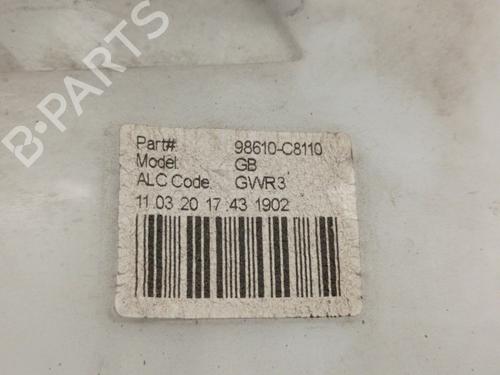 B-PARTS
Part# 98610-C8110
Model: GB
ALC Code. GWR3
11.03.20 17:43 1902